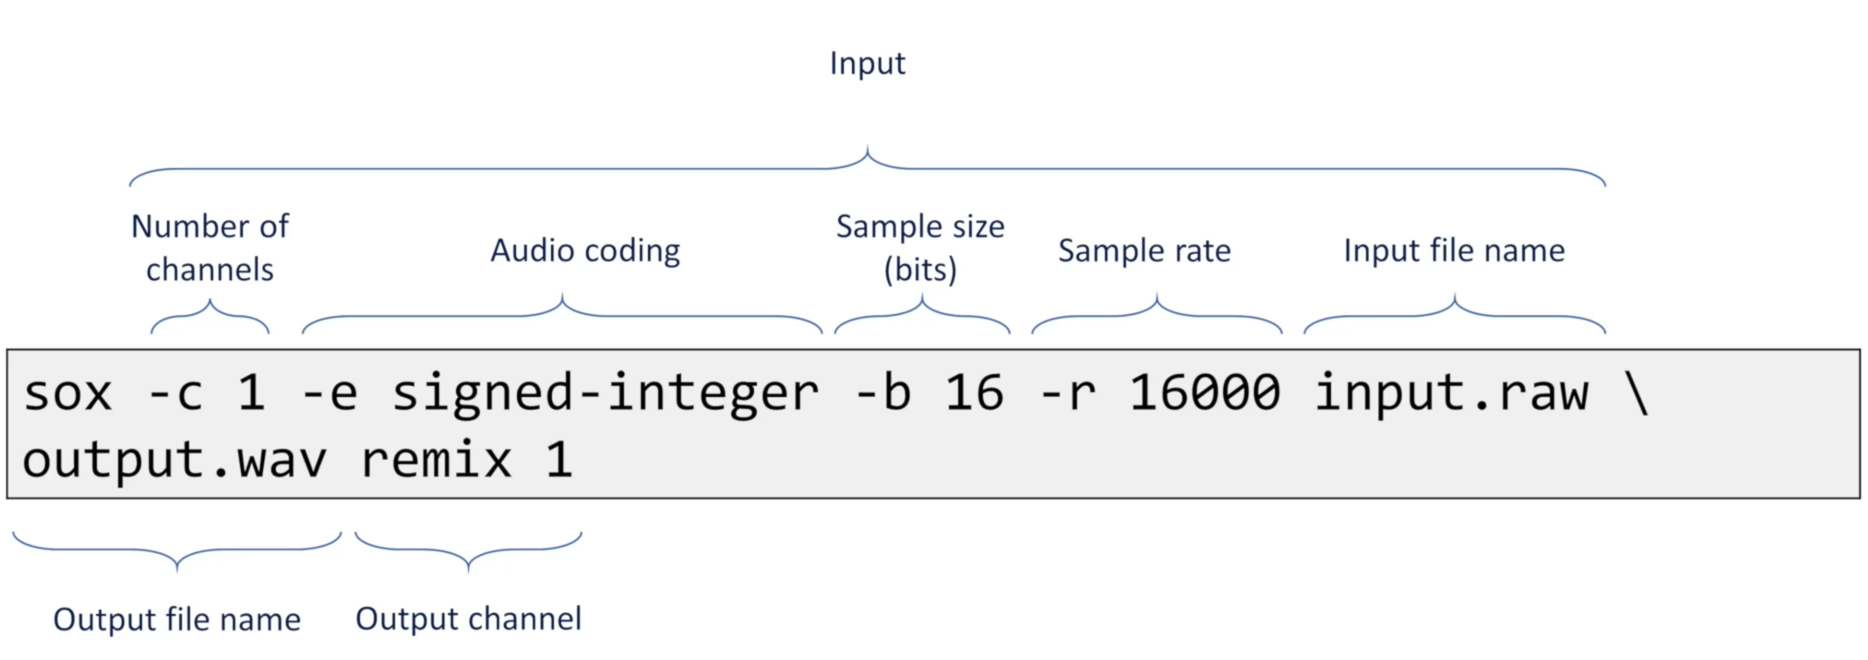 Input
Number of
channels
Audio coding
Sample size
(bits)
Sample rate
Input file name
sox -c 1 -e signed-integer -b 16 -r 16000 input.raw \
output.wav remix 1
Output file name
Output channel